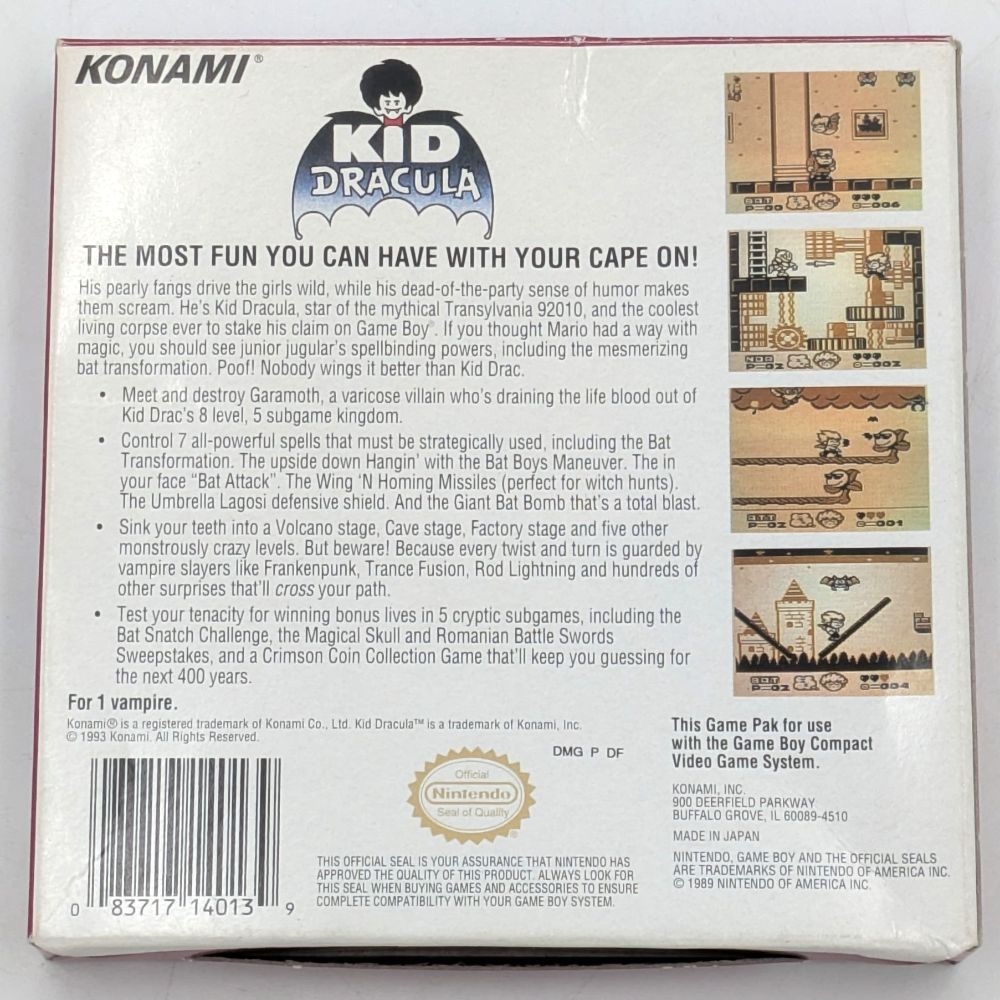 KONAMI®
KID
DRACULA
THE MOST FUN YOU CAN HAVE WITH YOUR CAPE ON!
His pearly fangs drive the girls wild, while his dead-of-the-party sense of humor makes
them scream. He's Kid Dracula, star of the mythical Transylvania 92010, and the coolest
living corpse ever to stake his claim on Game Boy®. If you thought Mario had a way with
magic, you should see junior jugular's spellbinding powers, including the mesmerizing
bat transformation. Poof! Nobody wings it better than Kid Drac.
• Meet and destroy Garamoth, a varicose villain who's draining the life blood out of
Kid Drac's 8 level, 5 subgame kingdom.
• Control 7 all-powerful spells that must be strategically used, including the Bat
Transformation. The upside down Hangin' with the Bat Boys Maneuver. The in
your face "Bat Attack". The Wing 'N Homing Missiles (perfect for witch hunts).
The Umbrella Lagosi defensive shield. And the Giant Bat Bomb that's a total blast.
• Sink your teeth into a Volcano stage, Cave stage, Factory stage and five other
monstrously crazy levels. But beware! Because every twist and turn is guarded by
vampire slayers like Frankenpunk, Trance Fusion, Rod Lightning and hundreds of
other surprises that'll cross your path.
• Test your tenacity for winning bonus lives in 5 cryptic subgames, including the
Bat Snatch Challenge, the Magical Skull and Romanian Battle Swords
Sweepstakes, and a Crimson Coin Collection Game that'll keep you guessing for
the next 400 years.
For 1 vampire.
Konami® is a registered trademark of Konami Co., Ltd. Kid Dracula™ is a trademark of Konami, Inc.
© 1993 Konami. All Rights Reserved.
0 83717 14013 9
DMG P DF
Official
Nintendo
Seal of Quality
THIS OFFICIAL SEAL IS YOUR ASSURANCE THAT NINTENDO HAS
APPROVED THE QUALITY OF THIS PRODUCT. ALWAYS LOOK FOR
THIS SEAL WHEN BUYING GAMES AND ACCESSORIES TO ENSURE
COMPLETE COMPATIBILITY WITH YOUR GAME BOY SYSTEM.
This Game Pak for use
with the Game Boy Compact
Video Game System.
KONAMI, INC.
900 DEERFIELD PARKWAY
BUFFALO GROVE, IL 60089-4510
MADE IN JAPAN
NINTENDO, GAME BOY AND THE OFFICIAL SEALS
ARE TRADEMARKS OF NINTENDO OF AMERICA INC.
© 1989 NINTENDO OF AMERICA INC.